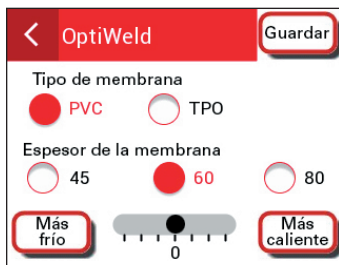 OptiWeld
Guardar
Tipo de membrana
PVC
TPO
Espesor de la membrana
45
60
80
Más
frío
0
Más
caliente